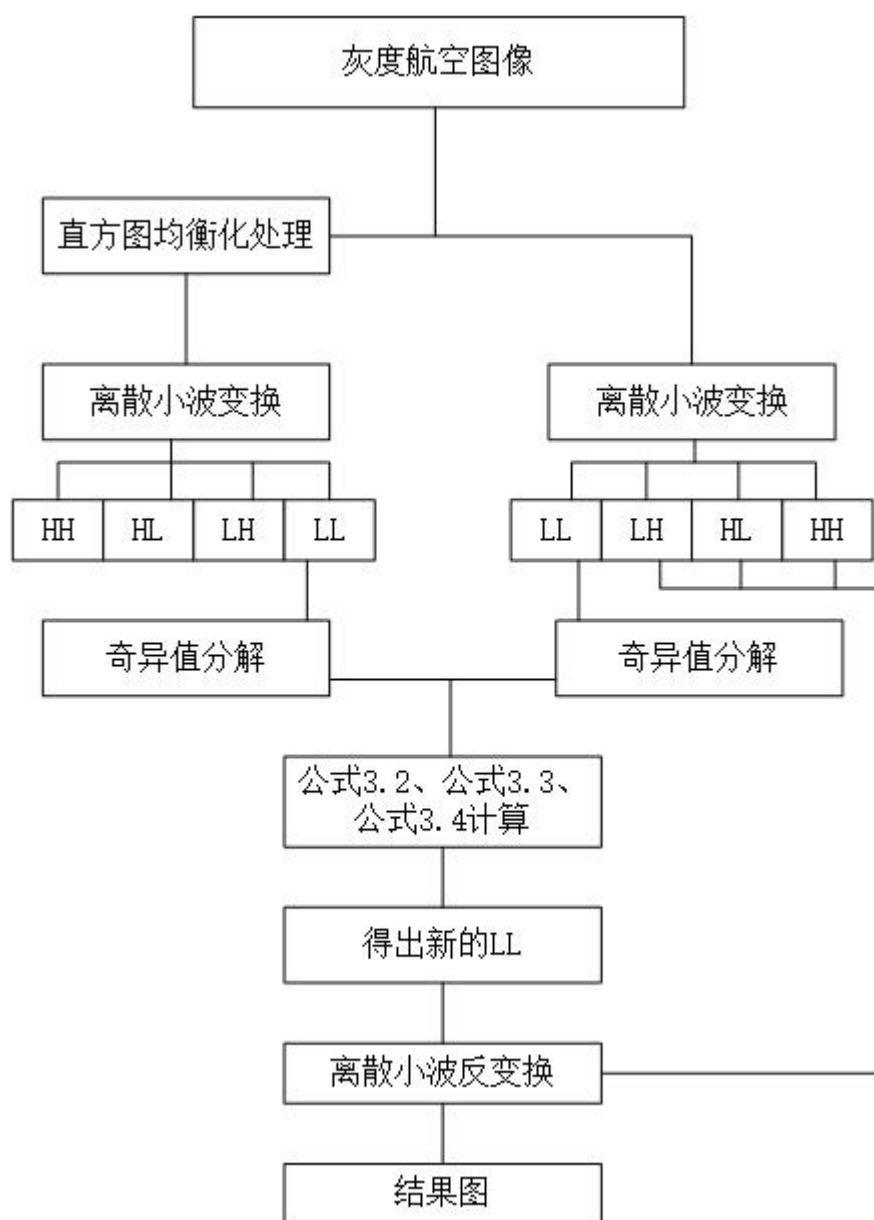 灰度航空图像
直方图均衡化处理
离散小波变换
离散小波变换
HH HL LH LL
LL LH HL HH
奇异值分解
奇异值分解
公式3.2、公式3.3、
公式3.4计算
得出新的LL
离散小波反变换
结果图